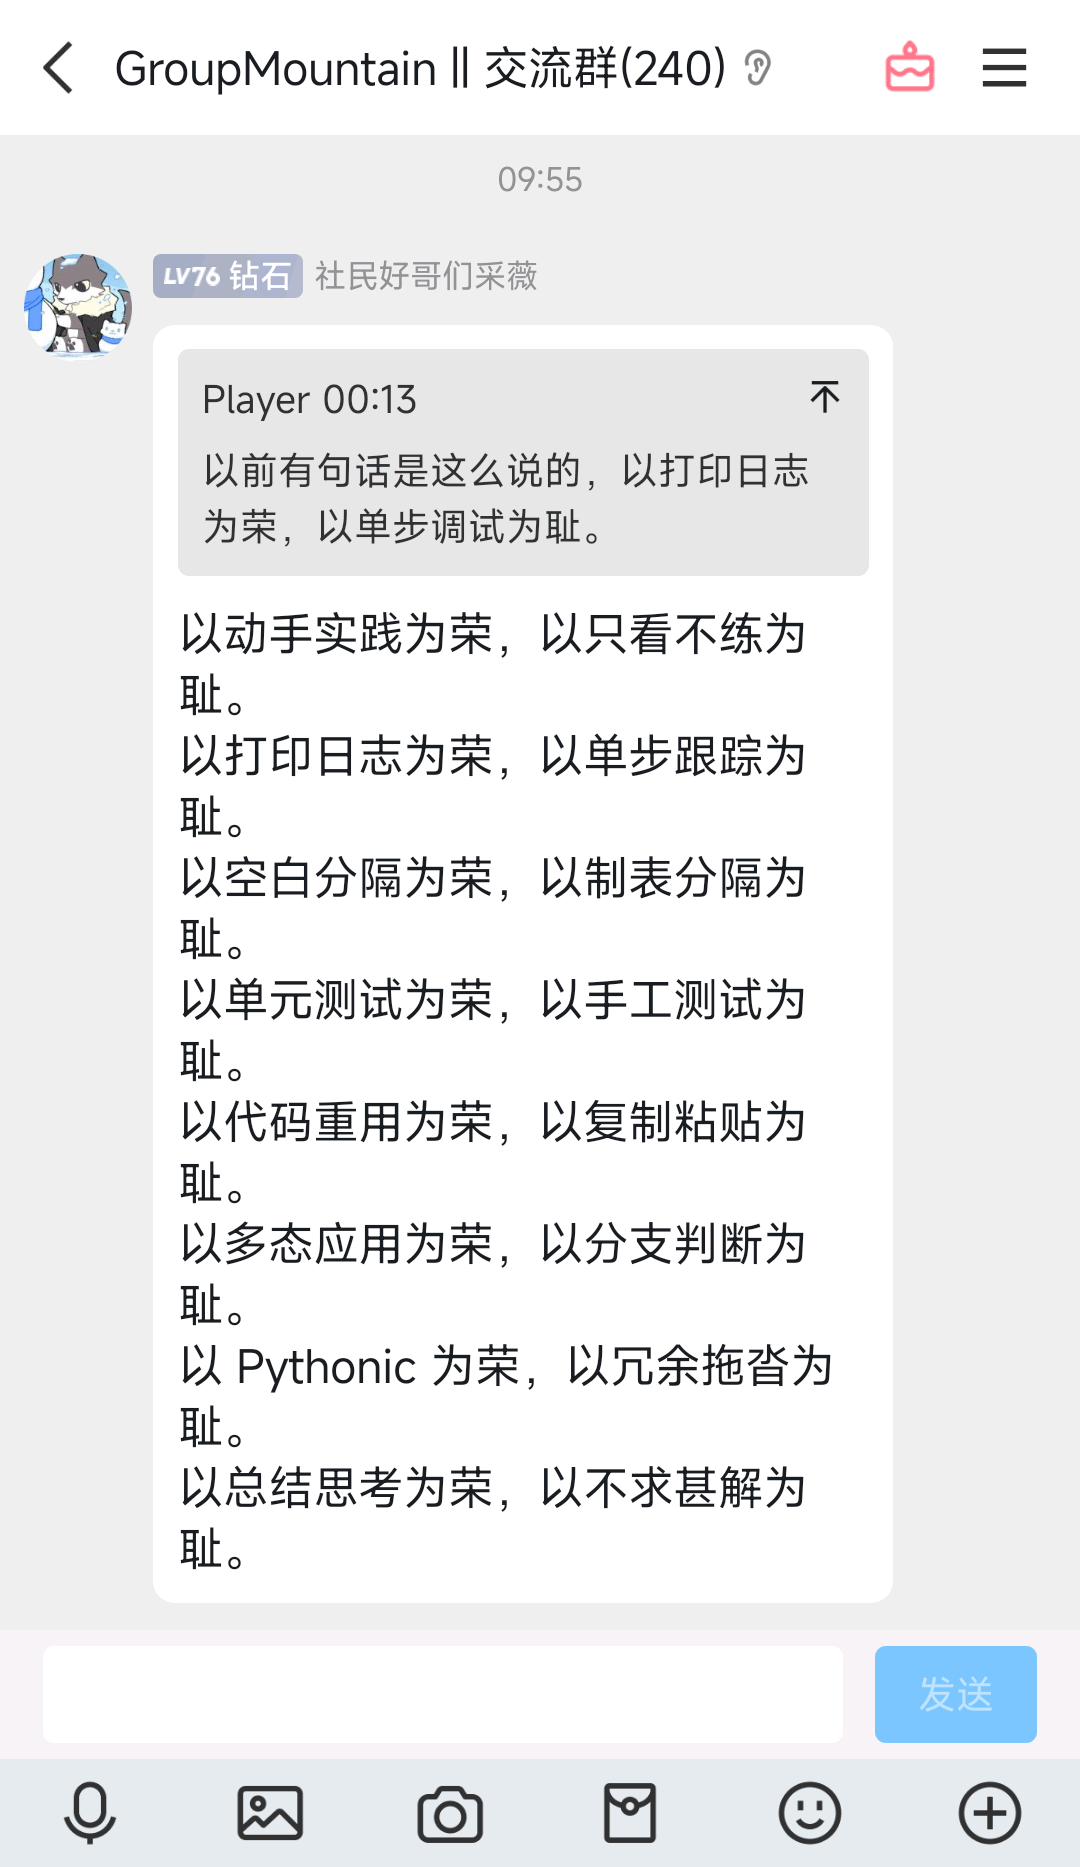 GroupMountain || 交流群(240)
09:55
LV76 钻石 社民好哥们采薇
Player 00:13
以前有句话是这么说的，以打印日志
为荣，以单步调试为耻。
以动手实践为荣，以只看不练为
耻。
以打印日志为荣，以单步跟踪为
耻。
以空白分隔为荣，以制表分隔为
耻。
以单元测试为荣，以手工测试为
耻。
以代码重用为荣，以复制粘贴为
耻。
以多态应用为荣，以分支判断为
耻。
以 Pythonic 为荣，以冗余拖沓为
耻。
以总结思考为荣，以不求甚解为
耻。
发送